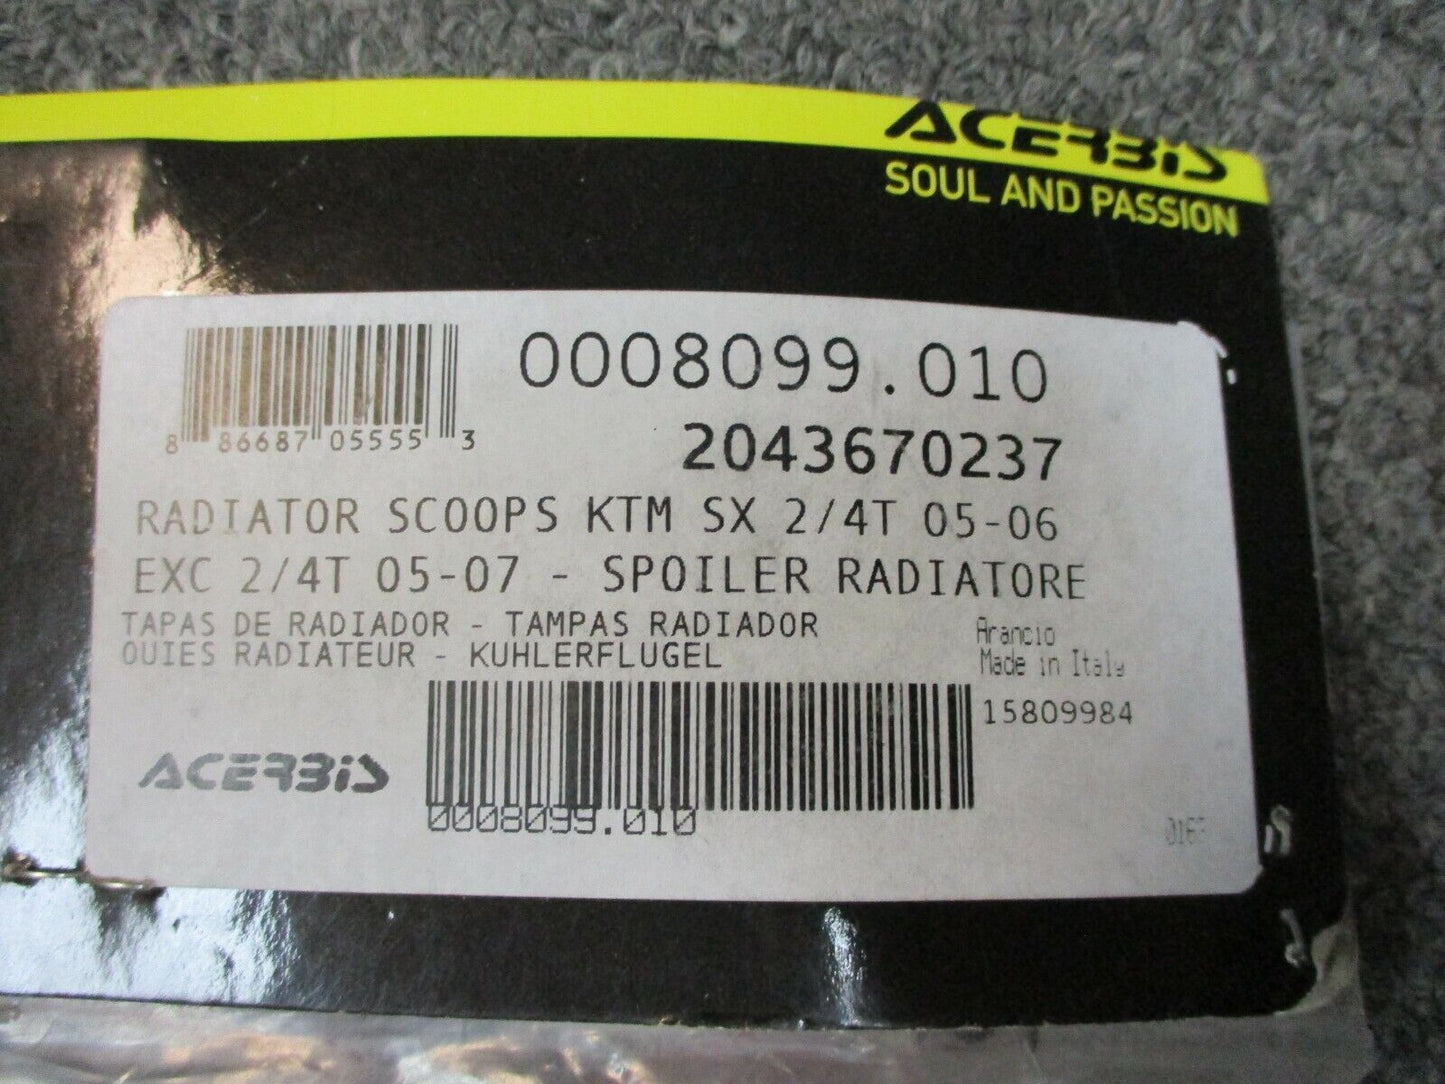 ACERBIS
SOUL AND PASSION
0008099.010
8 86687 05555 3
2043670237
RADIATOR SCOOPS KTM SX 2/4T 05-06
EXC 2/4T 05-07 - SPOILER RADIATORE
TAPAS DE RADIADOR - TAMPAS RADIADOR
OUIES RADIATEUR - KUHLERFLUGEL
Arancio
Made in Italy
15809984
ACERBIS
0008099.010